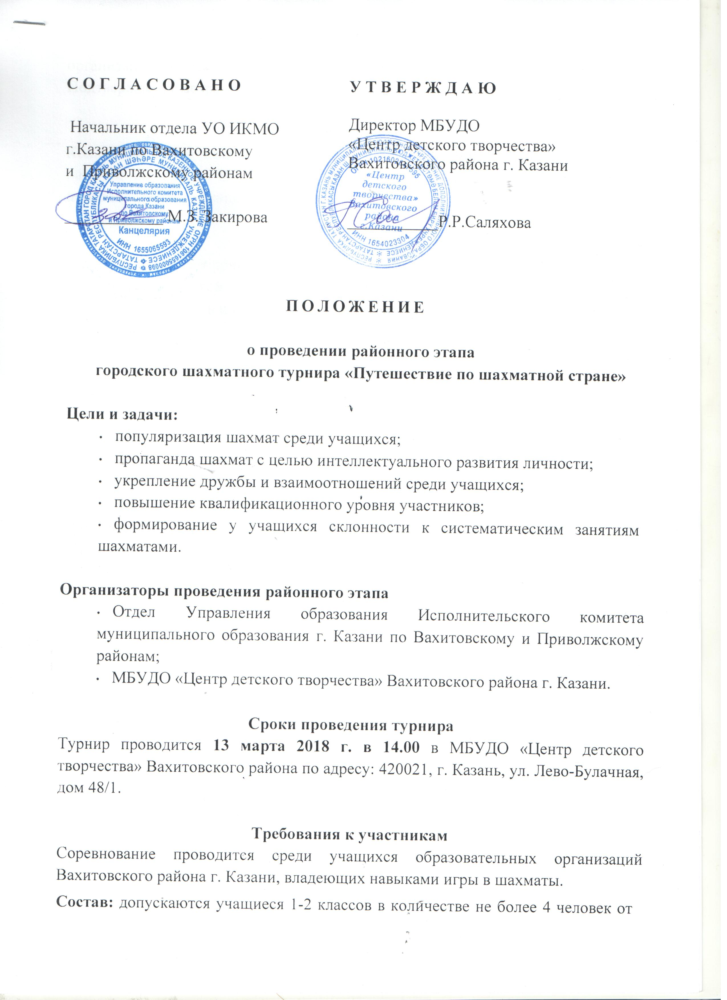 СОГЛАСОВАНО
Начальник отдела УО ИКМО
г.Казани по Вахитовскому
и Приволжскому районам
М.З. Закирова
Управление образования
Исполнительного комитета
муниципального образования
города Казани
по Вахитовскому
и Приволжскому районам
Канцелярия
ИНН 1655065593
УТВЕРЖДАЮ
Директор МБУДО
«Центр детского творчества»
Вахитовского района г. Казани
Р.Р.Саляхова
«Центр
детского
творчества»
Вахитовского
района
г.Казани
ИНН 1654023304
ПОЛОЖЕНИЕ
о проведении районного этапа
городского шахматного турнира «Путешествие по шахматной стране»
Цели и задачи:
· популяризация шахмат среди учащихся;
· пропаганда шахмат с целью интеллектуального развития личности;
· укрепление дружбы и взаимоотношений среди учащихся;
· повышение квалификационного уровня участников;
· формирование у учащихся склонности к систематическим занятиям
шахматами.
Организаторы проведения районного этапа
· Отдел Управления образования Исполнительского комитета
муниципального образования г. Казани по Вахитовскому и Приволжскому
районам;
· МБУДО «Центр детского творчества» Вахитовского района г. Казани.
Сроки проведения турнира
Турнир проводится 13 марта 2018 г. в 14.00 в МБУДО «Центр детского
творчества» Вахитовского района по адресу: 420021, г. Казань, ул. Лево-Булачная,
дом 48/1.
Требования к участникам
Соревнование проводится среди учащихся образовательных организаций
Вахитовского района г. Казани, владеющих навыками игры в шахматы.
Состав: допускаются учащиеся 1-2 классов в количестве не более 4 человек от